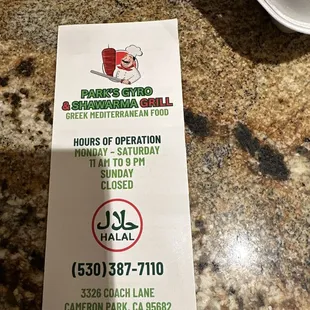 PARK'S GYRO
& SHAWARMA GRILL
GREEK MEDITERRANEAN FOOD
HOURS OF OPERATION
MONDAY - SATURDAY
11 AM TO 9 PM
SUNDAY
CLOSED
حلال
HALAL
(530) 387-7110
3326 COACH LANE
CAMERON PARK, CA 95682